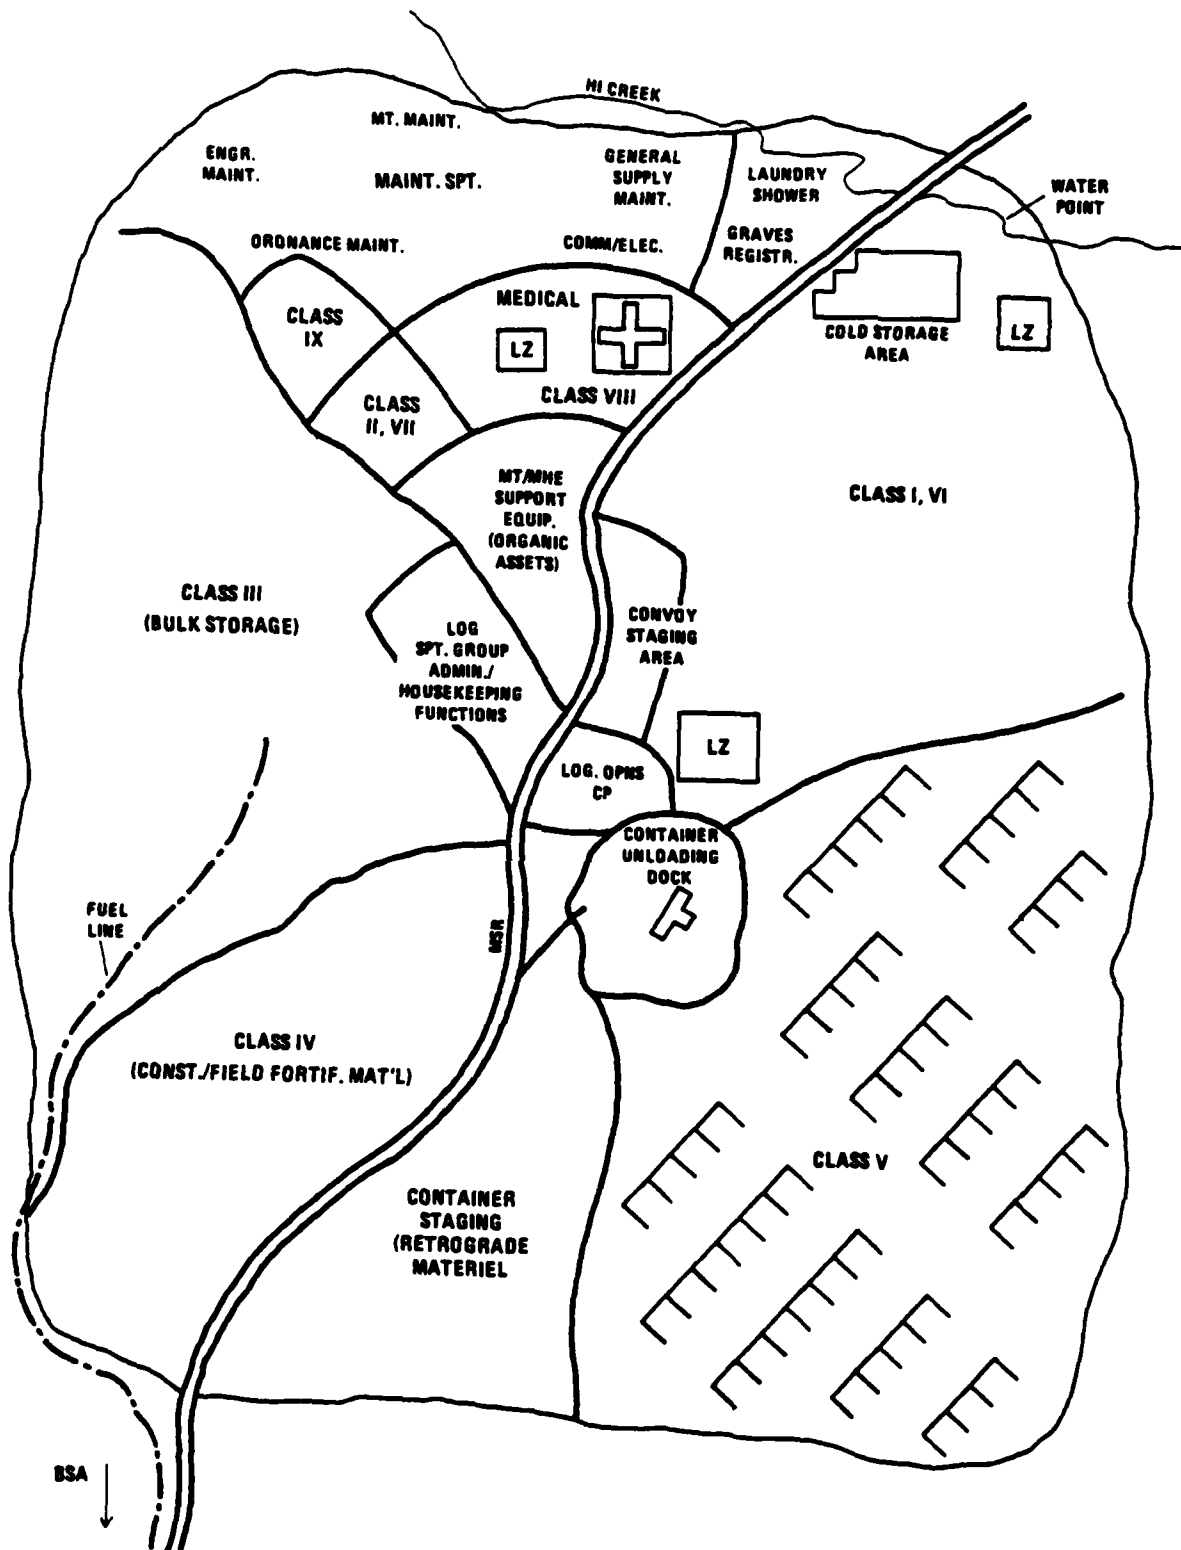 HI CREEK
MT. MAINT.
ENGR.
MAINT.
MAINT. SPT.
GENERAL
SUPPLY
MAINT.
LAUNDRY
SHOWER
WATER
POINT
ORDNANCE MAINT.
COMM/ELEC.
GRAVES
REGISTR.
CLASS
IX
MEDICAL
LZ
COLD STORAGE
AREA
LZ
CLASS VIII
CLASS
II, VII
MT/MHE
SUPPORT
EQUIP.
(ORGANIC
ASSETS)
CLASS I, VI
CLASS III
(BULK STORAGE)
LOG
SPT. GROUP
ADMIN./
HOUSEKEEPING
FUNCTIONS
CONVOY
STAGING
AREA
LZ
LOG. OPNS
CP
CONTAINER
UNLOADING
DOCK
FUEL
LINE
MSR
CLASS IV
(CONST./FIELD FORTIF. MAT'L)
CLASS V
CONTAINER
STAGING
(RETROGRADE
MATERIEL
BSA